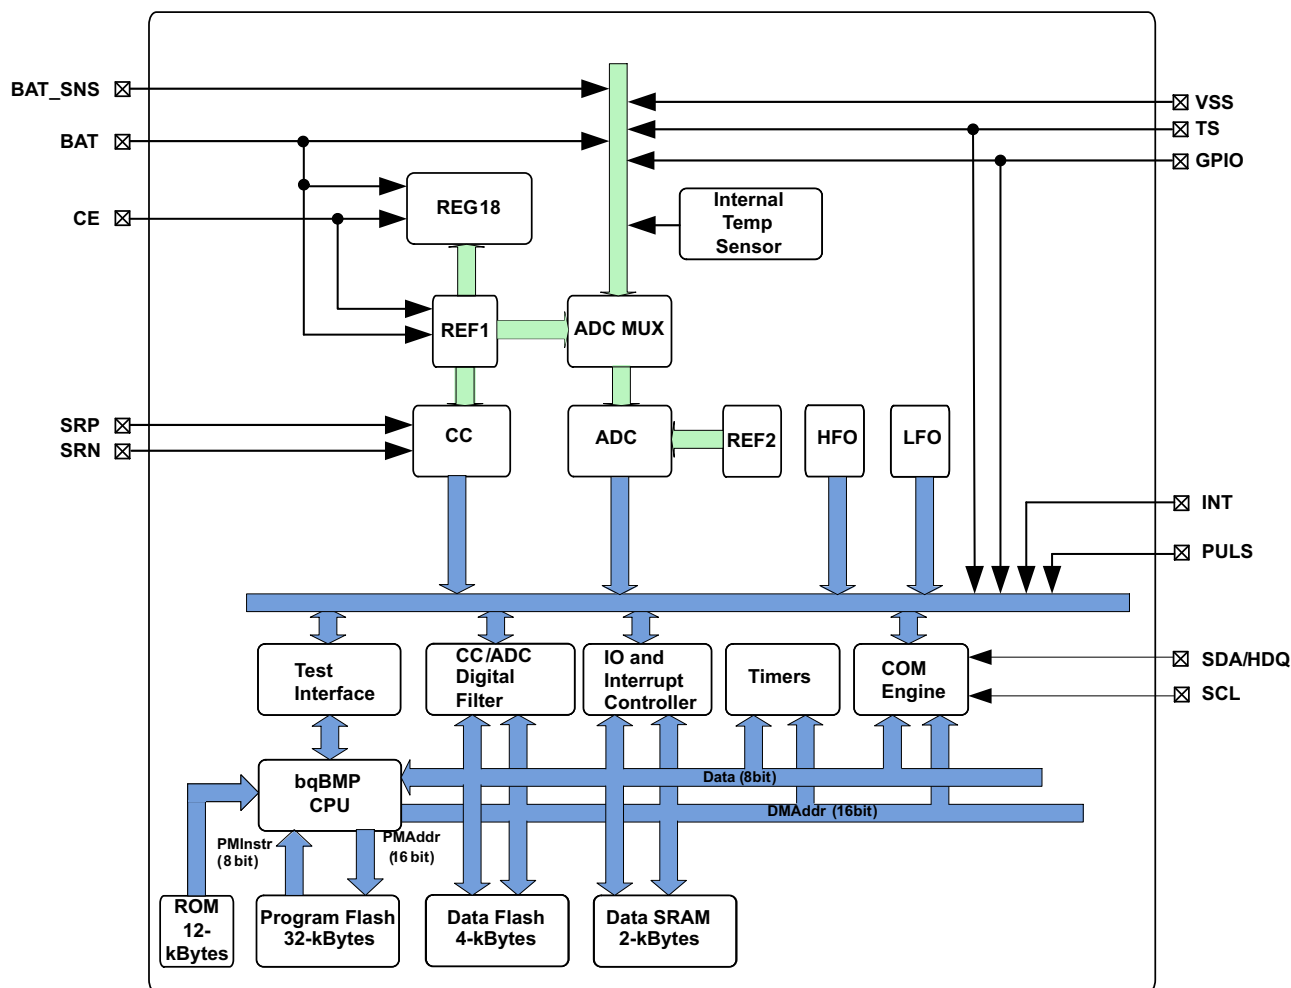 BAT_SNS
VSS
TS
BAT
GPIO
REG18
Internal
Temp
Sensor
CE
REF1
ADC MUX
SRP
SRN
CC
ADC
REF2
HFO
LFO
INT
PULS
Test
Interface
CC/ADC
Digital
Filter
IO and
Interrupt
Controller
Timers
COM
Engine
SDA/HDQ
SCL
bqBMP
CPU
Data (8bit)
DMAddr (16bit)
PMInstr
(8 bit)
PMAddr
(16 bit)
ROM
12-
kBytes
Program Flash
32-kBytes
Data Flash
4-kBytes
Data SRAM
2-kBytes